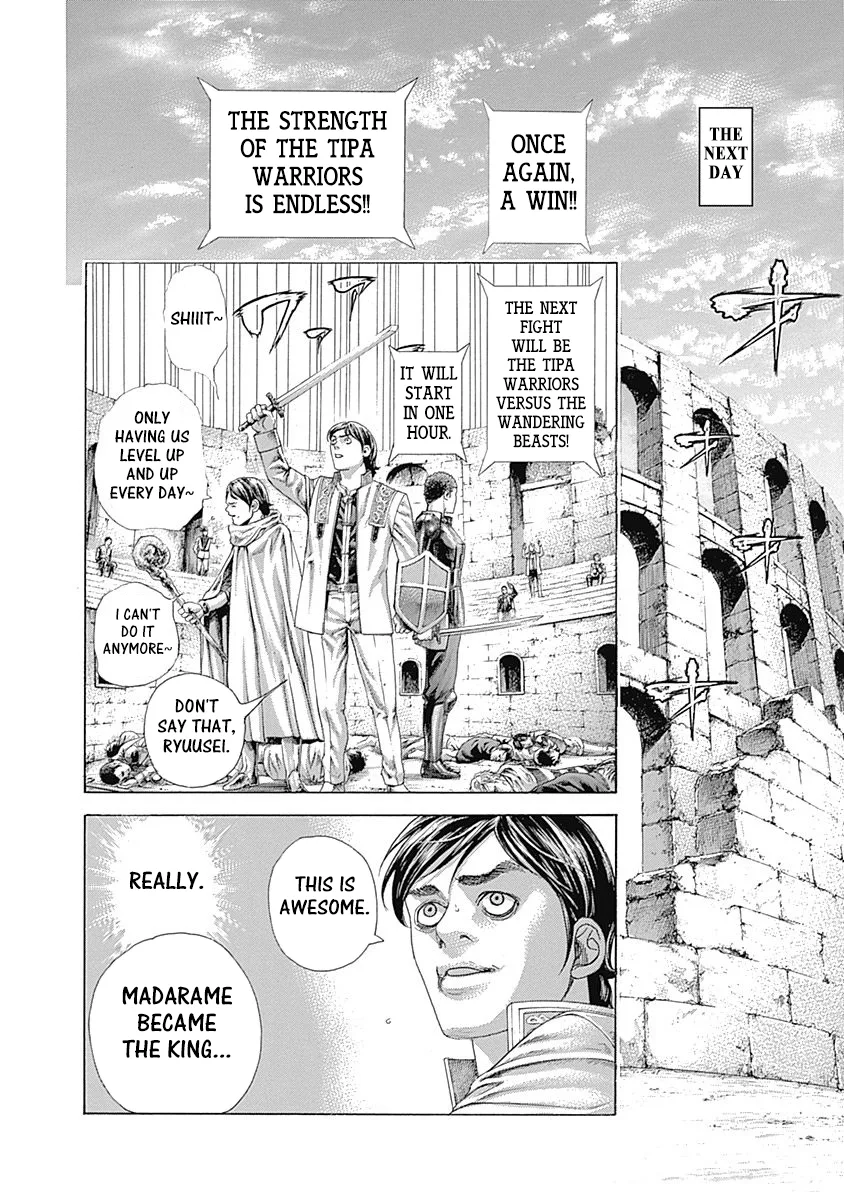 THE
NEXT
DAY
ONCE
AGAIN,
A WIN!!
THE STRENGTH
OF THE TIPA
WARRIORS
IS ENDLESS!!
THE NEXT
FIGHT
WILL BE
THE TIPA
WARRIORS
VERSUS THE
WANDERING
BEASTS!
IT WILL
START
IN ONE
HOUR.
SHIIIT~
ONLY
HAVING US
LEVEL UP
AND UP
EVERY DAY~
I CAN'T
DO IT
ANYMORE~
DON'T
SAY THAT,
RYUUSEI.
THIS IS
AWESOME.
REALLY.
MADARAME
BECAME
THE KING...